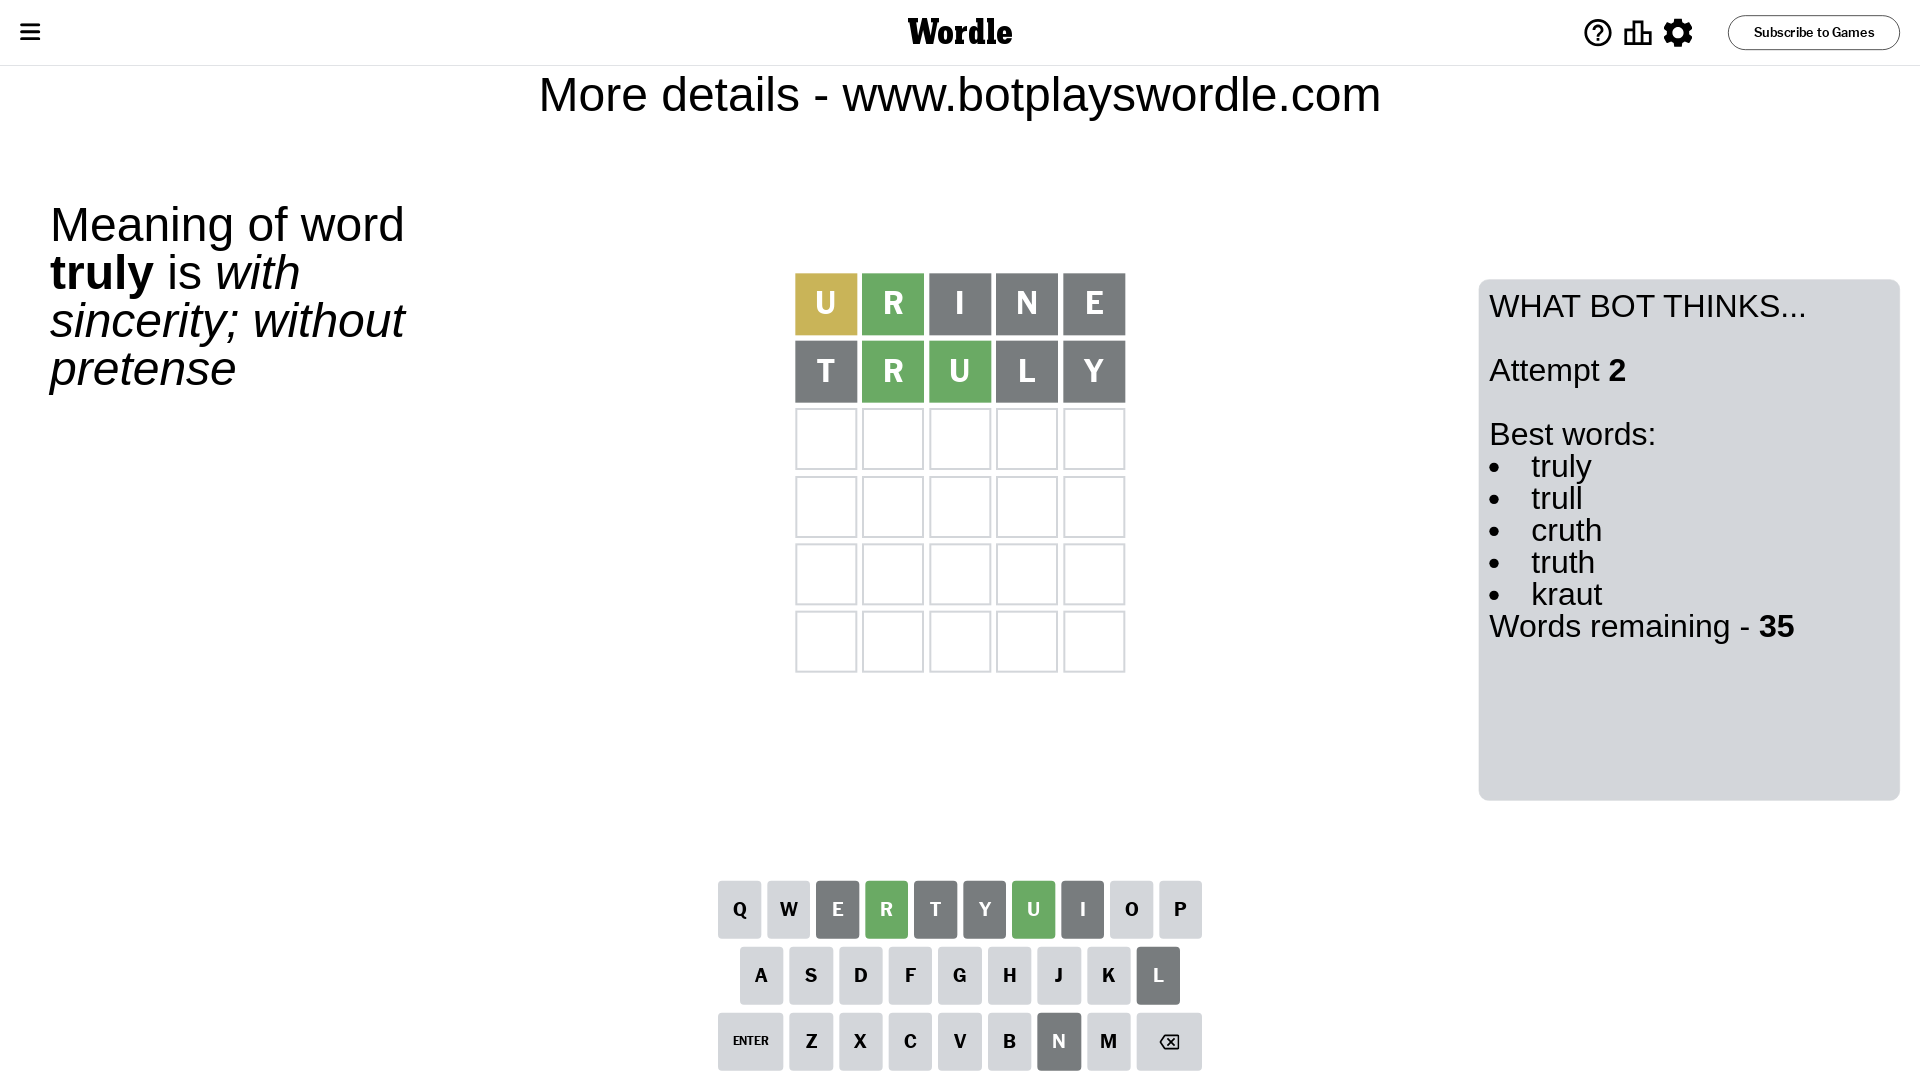 Wordle
Subscribe to Games
More details - www.botplayswordle.com
Meaning of word
truly is with
sincerity; without
pretense
U R I N E
T R U L Y
WHAT BOT THINKS...
Attempt 2
Best words:
• truly
• trull
• cruth
• truth
• kraut
Words remaining - 35
Q W E R T Y U I O P
A S D F G H J K L
ENTER Z X C V B N M